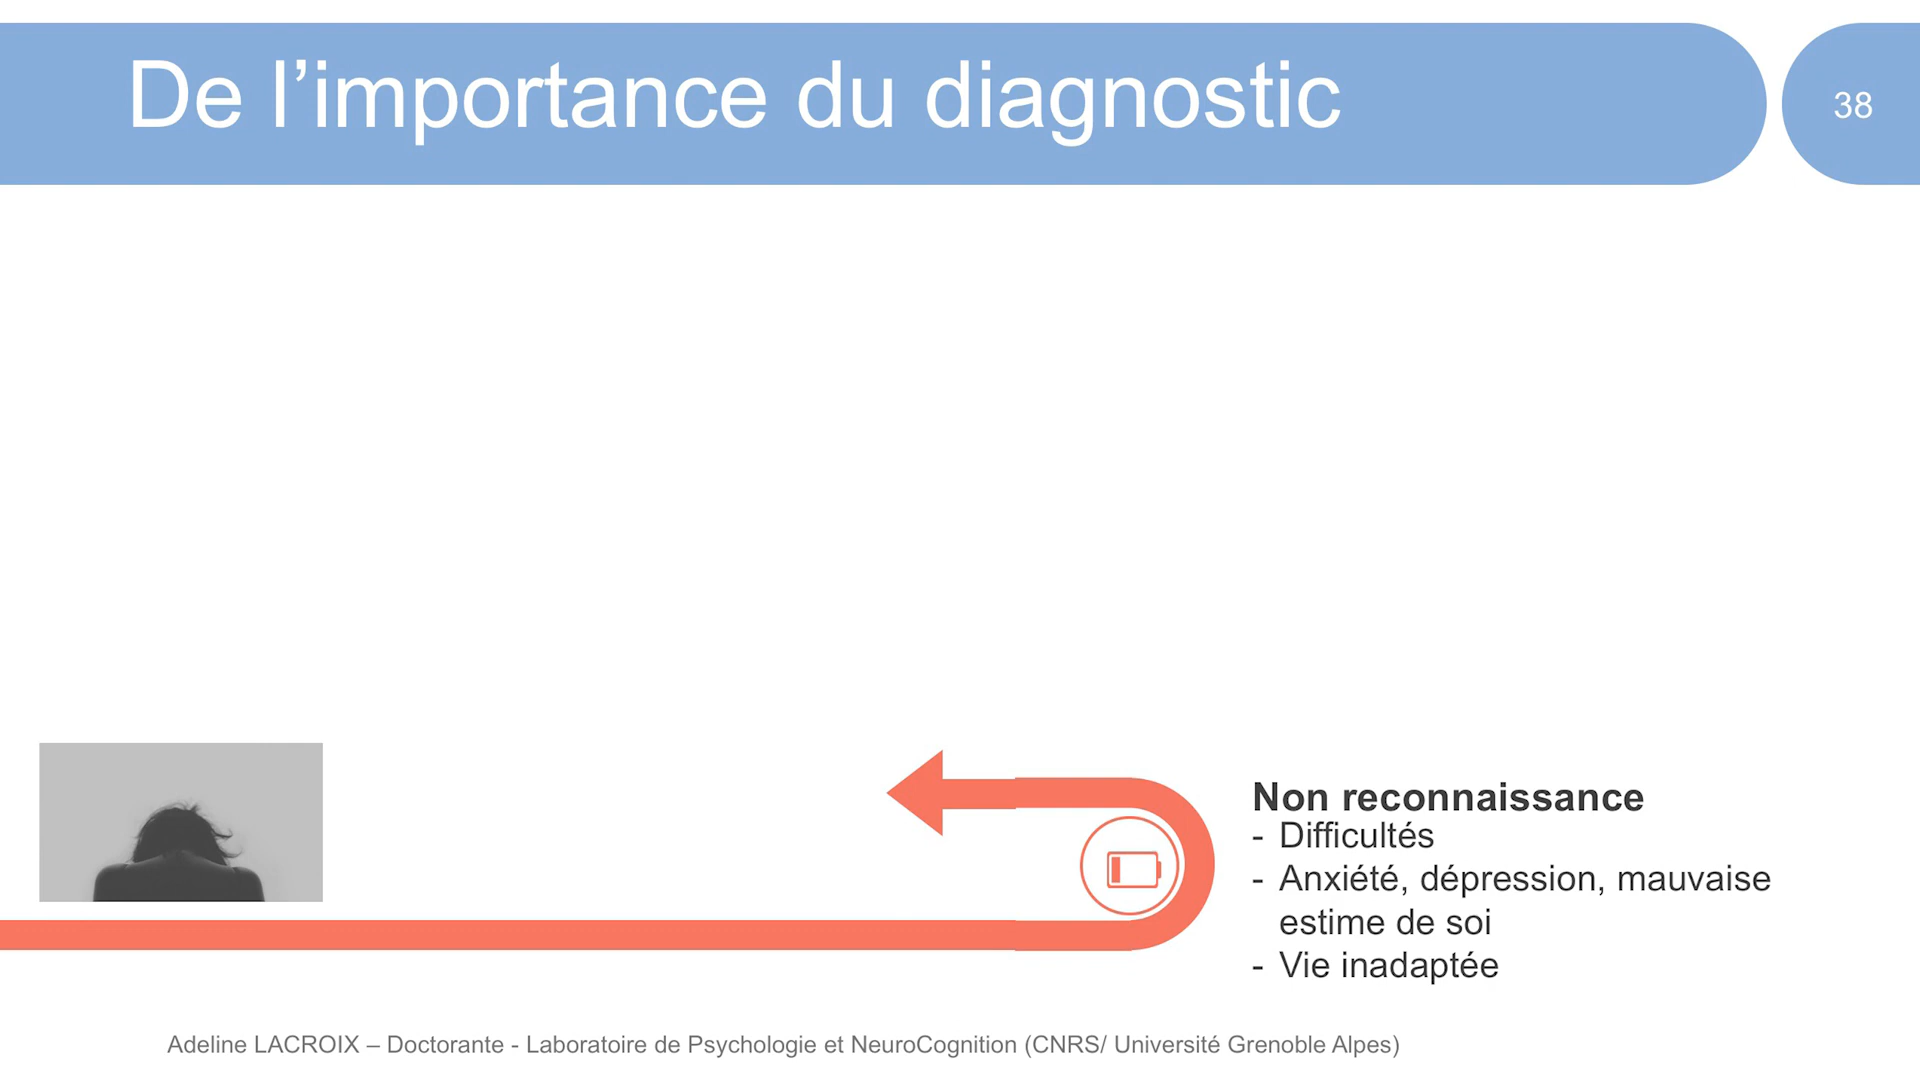 De l’importance du diagnostic
38
Non reconnaissance
- Difficultés
- Anxiété, dépression, mauvaise
estime de soi
- Vie inadaptée
Adeline LACROIX – Doctorante - Laboratoire de Psychologie et NeuroCognition (CNRS/ Université Grenoble Alpes)